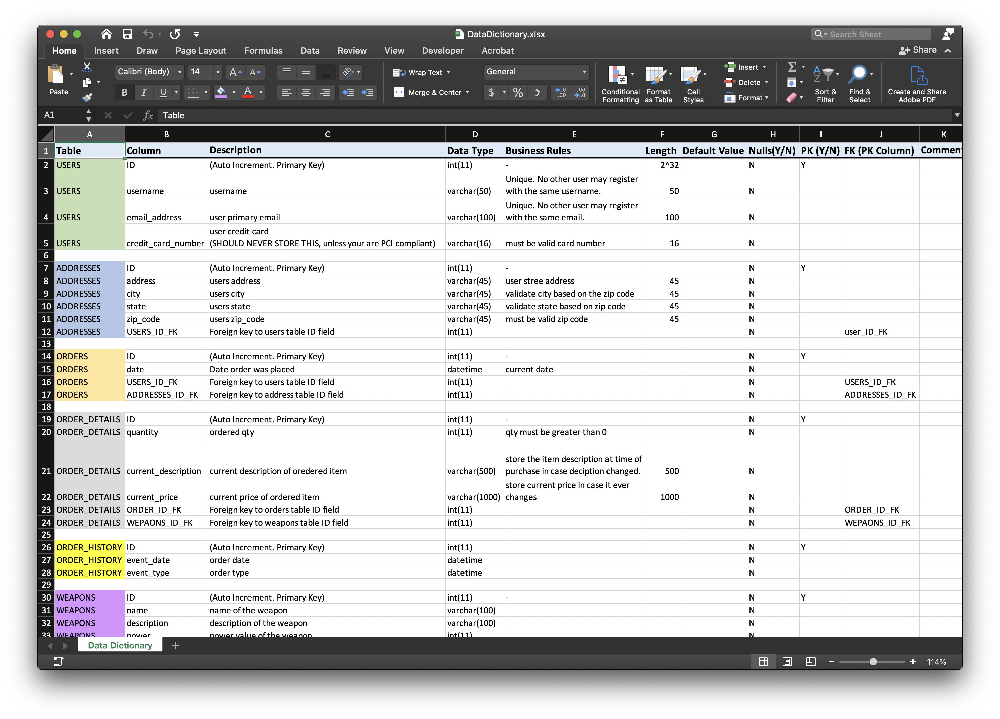 DataDictionary.xlsx
Search Sheet
Home Insert Draw Page Layout Formulas Data Review View Developer Acrobat
Share
Paste
Calibri (Body) 14
Wrap Text
Merge & Center
General
Conditional Formatting
Format as Table
Cell Styles
Insert
Delete
Format
Sort & Filter
Find & Select
Create and Share Adobe PDF
A1 fx Table
A B C D E F G H I J K
1 Table Column Description Data Type Business Rules Length Default Value Nulls(Y/N) PK (Y/N) FK (PK Column) Comment
2 USERS ID (Auto Increment. Primary Key) int(11) - 2^32 N Y
Unique. No other user may register
3 USERS username username varchar(50) with the same username. 50 N
Unique. No other user may register
4 USERS email_address user primary email varchar(100) with the same email. 100 N
user credit card
5 USERS credit_card_number (SHOULD NEVER STORE THIS, unless your are PCI compliant) varchar(16) must be valid card number 16 N
6
7 ADDRESSES ID (Auto Increment. Primary Key) int(11) - N Y
8 ADDRESSES address users address varchar(45) user stree address 45 N
9 ADDRESSES city users city varchar(45) validate city based on the zip code 45 N
10 ADDRESSES state users state varchar(45) validate state based on zip code 45 N
11 ADDRESSES zip_code users zip_code varchar(45) must be valid zip code 45 N
12 ADDRESSES USERS_ID_FK Foreign key to users table ID field int(11) N user_ID_FK
13
14 ORDERS ID (Auto Increment. Primary Key) int(11) - N Y
15 ORDERS date Date order was placed datetime current date N
16 ORDERS USERS_ID_FK Foreign key to users table ID field int(11) N USERS_ID_FK
17 ORDERS ADDRESSES_ID_FK Foreign key to address table ID field int(11) N ADDRESSES_ID_FK
18
19 ORDER_DETAILS ID (Auto Increment. Primary Key) int(11) - N Y
20 ORDER_DETAILS quantity ordered qty int(11) qty must be greater than 0 N
store the item description at time of
21 ORDER_DETAILS current_description current description of oredered item varchar(500) purchase in case deciption changed. 500 N
store current price in case it ever
22 ORDER_DETAILS current_price current price of ordered item varchar(1000) changes 1000 N
23 ORDER_DETAILS ORDER_ID_FK Foreign key to orders table ID field int(11) N ORDER_ID_FK
24 ORDER_DETAILS WEPAONS_ID_FK Foreign key to weapons table ID field int(11) N WEPAONS_ID_FK
25
26 ORDER_HISTORY ID (Auto Increment. Primary Key) int(11) N Y
27 ORDER_HISTORY event_date order date datetime N
28 ORDER_HISTORY event_type order type datetime N
29
30 WEAPONS ID (Auto Increment. Primary Key) int(11) - N Y
31 WEAPONS name name of the weapon varchar(100) N
32 WEAPONS description description of the weapon varchar(100) N
33 WEAPONS power power value of the weapon int(11) N
Data Dictionary +
114%